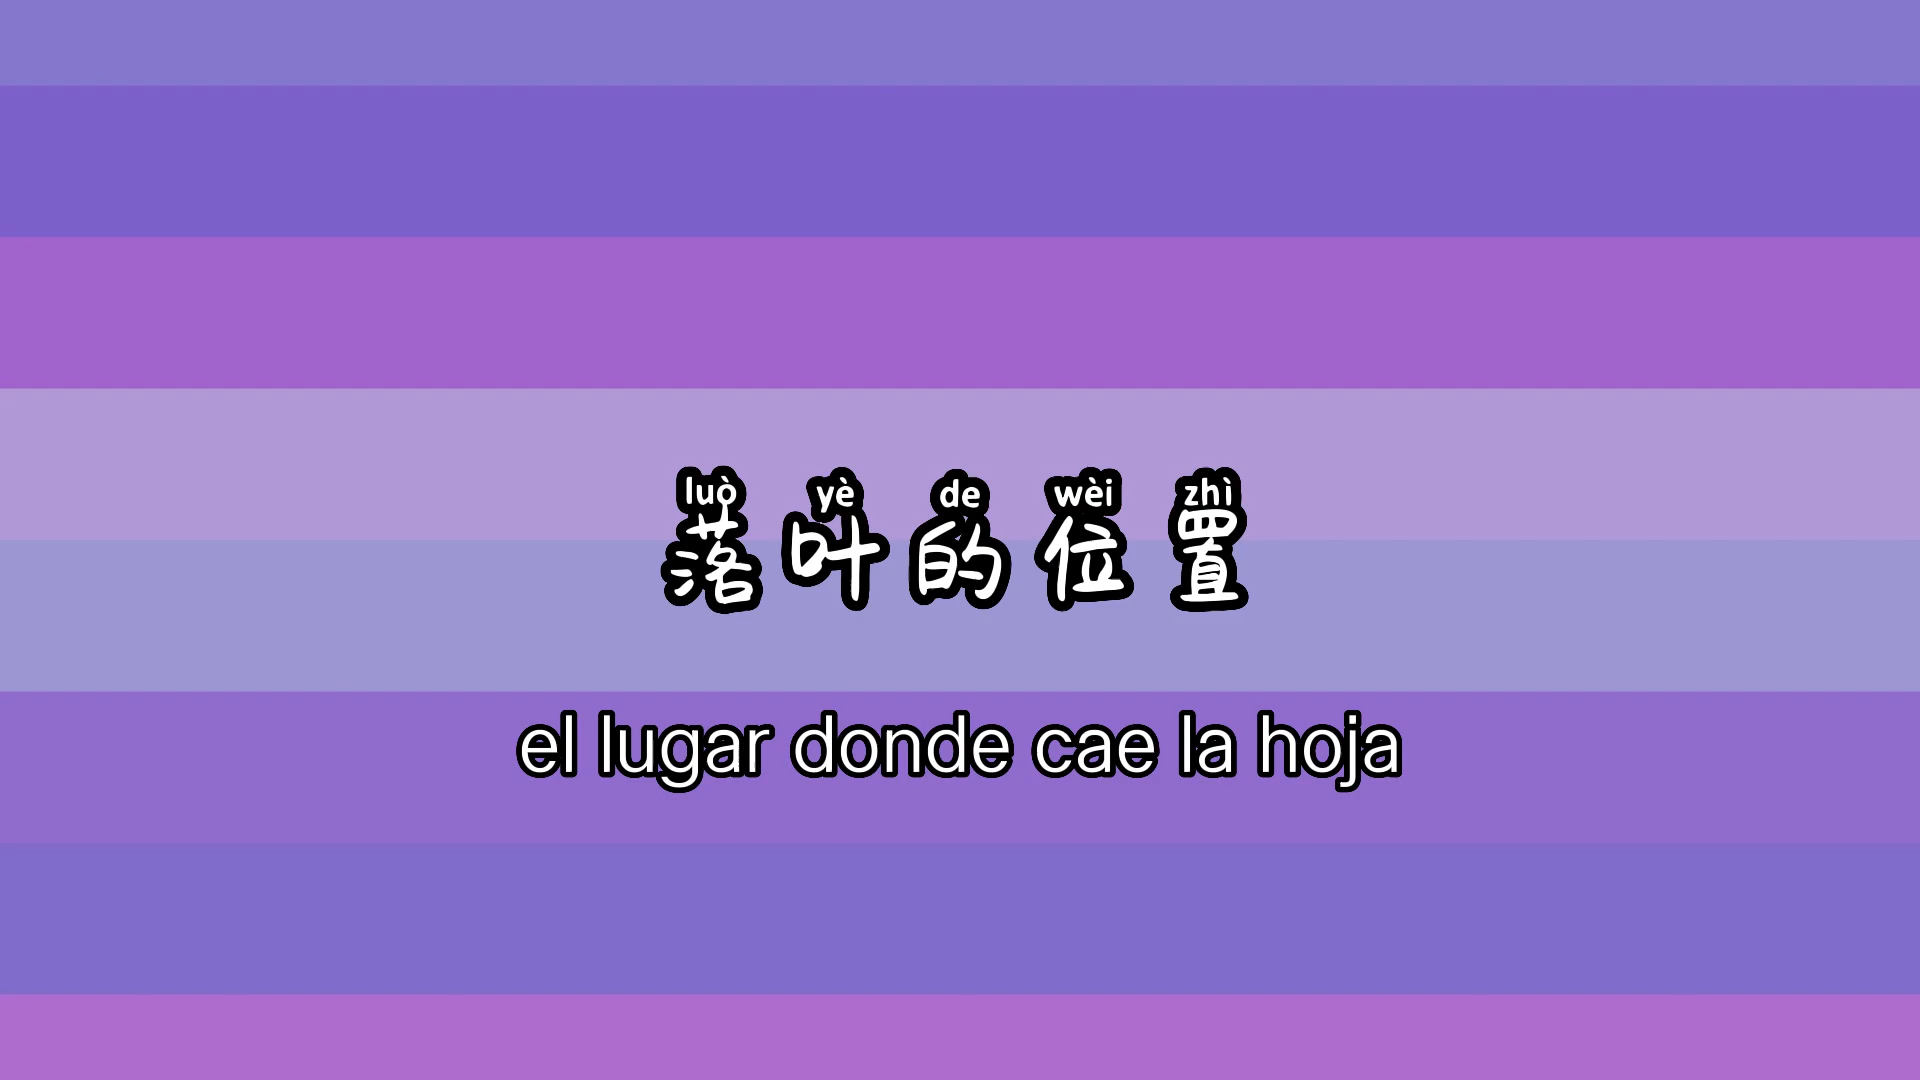 luò yè de wèi zhì
落叶的位置
el lugar donde cae la hoja